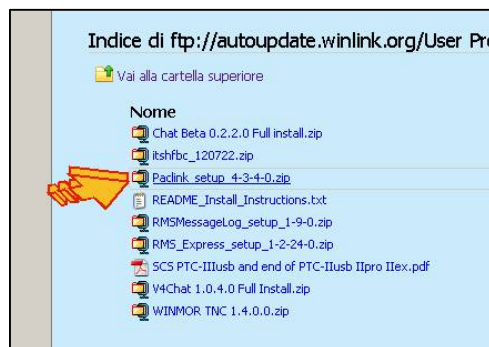 Indice di ftp://autoupdate.winlink.org/User Pr
Vai alla cartella superiore
Nome
Chat Beta 0.2.2.0 Full install.zip
itshfbc_120722.zip
Paclink_setup_4-3-4-0.zip
README_Install_Instructions.txt
RMSMessageLog_setup_1-9-0.zip
RMS_Express_setup_1-2-24-0.zip
SCS PTC-IIIusb and end of PTC-IIusb IIpro IIex.pdf
V4Chat 1.0.4.0 Full Install.zip
WINMOR TNC 1.4.0.0.zip